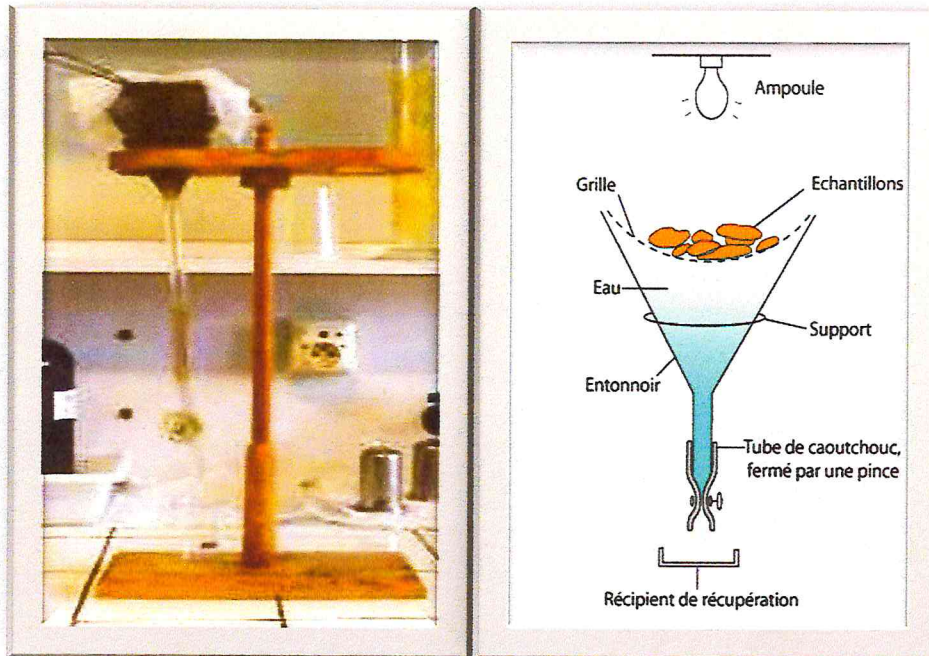 Ampoule
Grille
Echantillons
Eau
Support
Entonnoir
Tube de caoutchouc,
fermé par une pince
Récipient de récupération